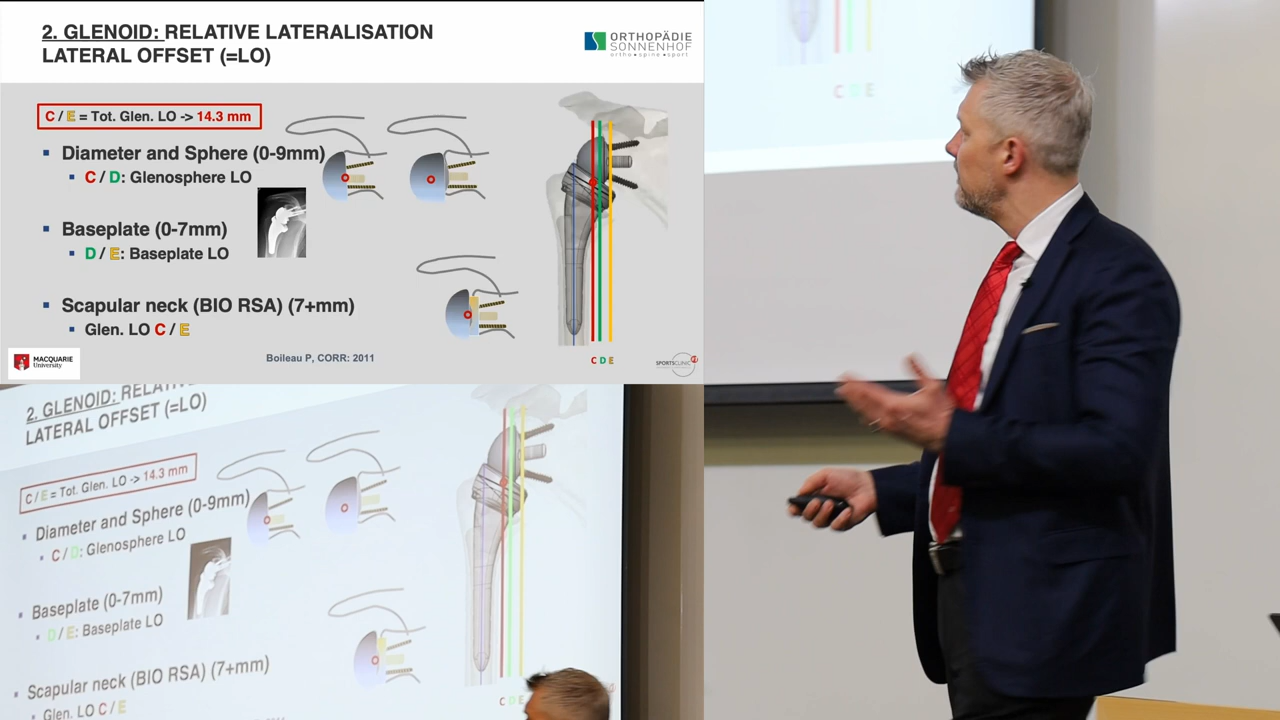 2. GLENOID: RELATIVE LATERALISATION
LATERAL OFFSET (=LO)
ORTHOPÄDIE
SONNENHOF
ortho • spine • sport
C / E = Tot. Glen. LO -> 14.3 mm
▪ Diameter and Sphere (0-9mm)
▪ C / D: Glenosphere LO
▪ Baseplate (0-7mm)
▪ D / E: Baseplate LO
▪ Scapular neck (BIO RSA) (7+mm)
▪ Glen. LO C / E
C D E
MACQUARIE
University
Boileau P, CORR: 2011
SPORTSCLINIC
C D E
2. GLENOID: RELATIVE
LATERAL OFFSET (=LO)
C / E = Tot. Glen. LO -> 14.3 mm
▪ Diameter and Sphere (0-9mm)
▪ C / D: Glenosphere LO
▪ Baseplate (0-7mm)
▪ D / E: Baseplate LO
▪ Scapular neck (BIO RSA) (7+mm)
▪ Glen. LO C / E
C D E